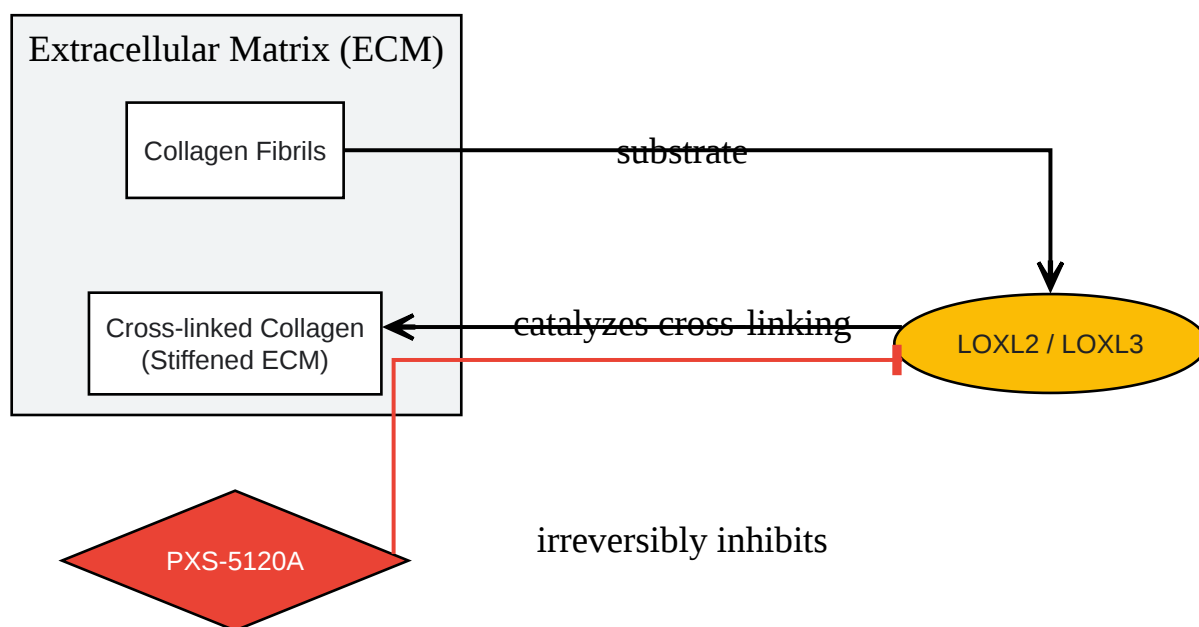 Extracellular Matrix (ECM)
Collagen Fibrils
substrate
Cross-linked Collagen
(Stiffened ECM)
catalyzes cross-linking
LOXL2 / LOXL3
PXS-5120A
irreversibly inhibits